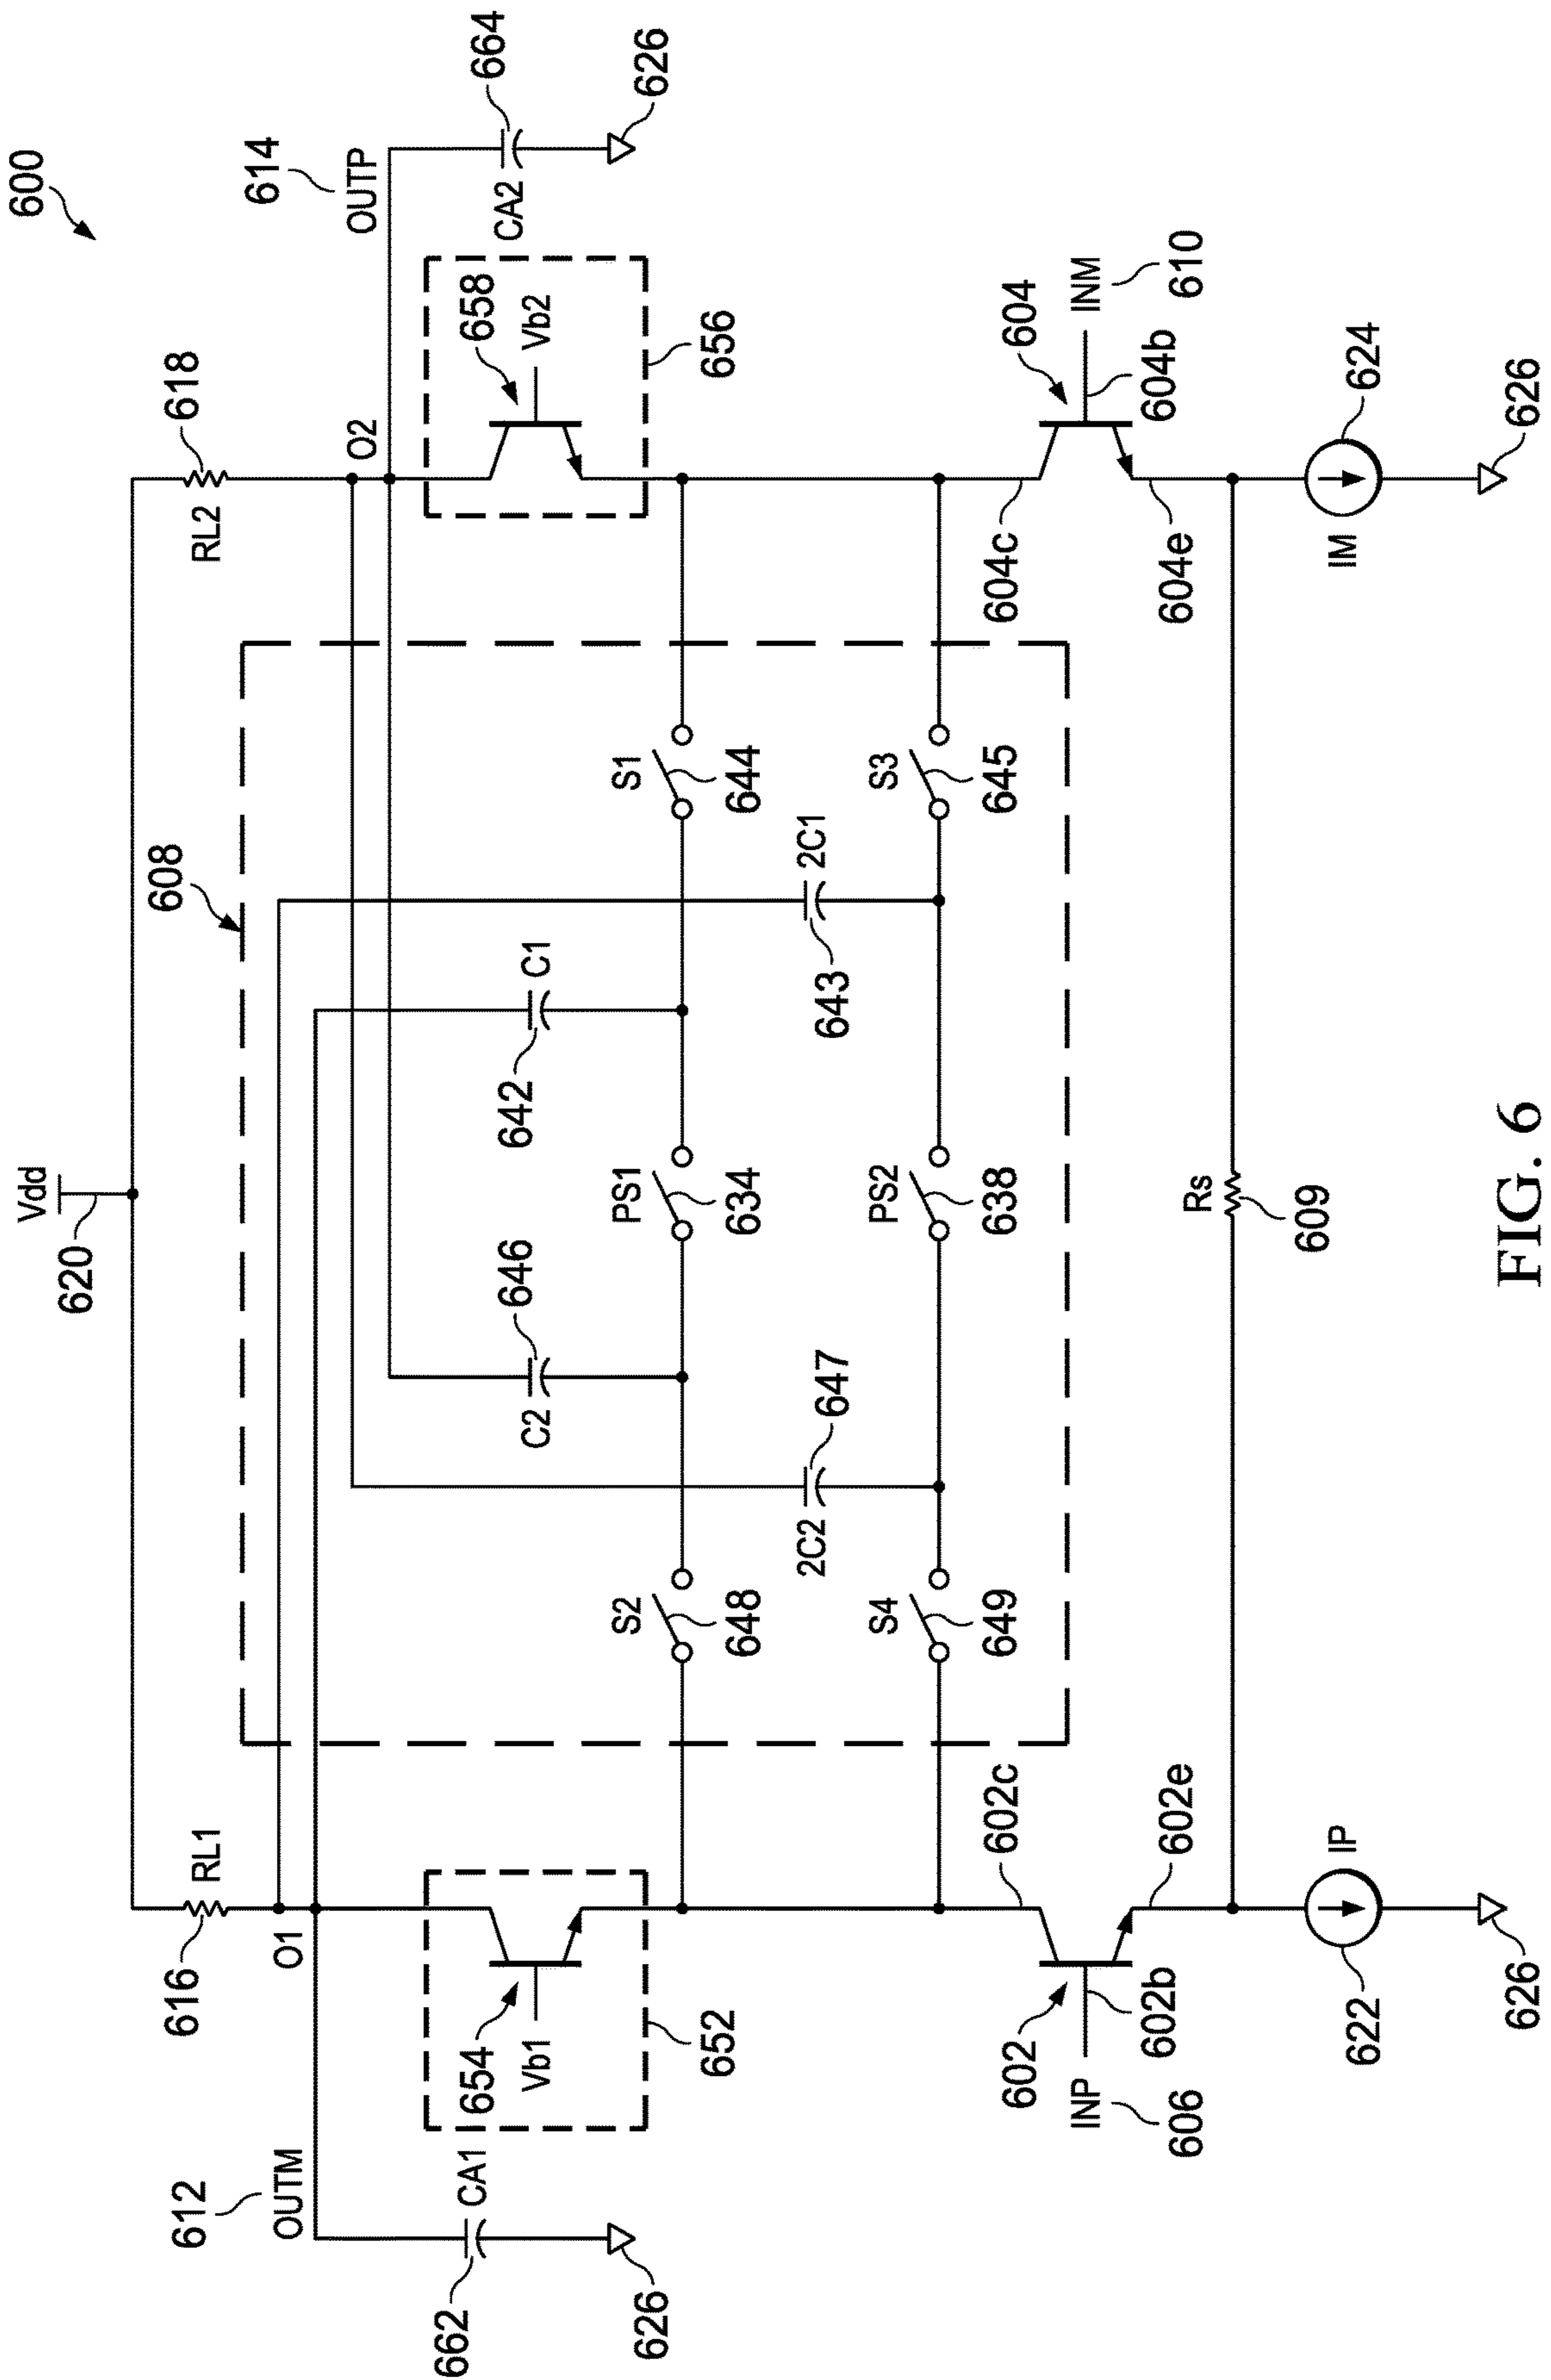 600
Vdd
620
614
OUTP
664
CA2
626
618
RL2
O2
658
Vb2
656
608
616
RL1
O1
612
OUTM
662
CA1
626
654
Vb1
652
C2
646
C1
642
S2
648
PS1
634
S1
644
2C2
647
2C1
643
S4
649
PS2
638
S3
645
602c
602
602b
602e
INP
606
604c
604
604b
604e
INM
610
Rs
609
IP
622
626
IM
624
626
FIG. 6